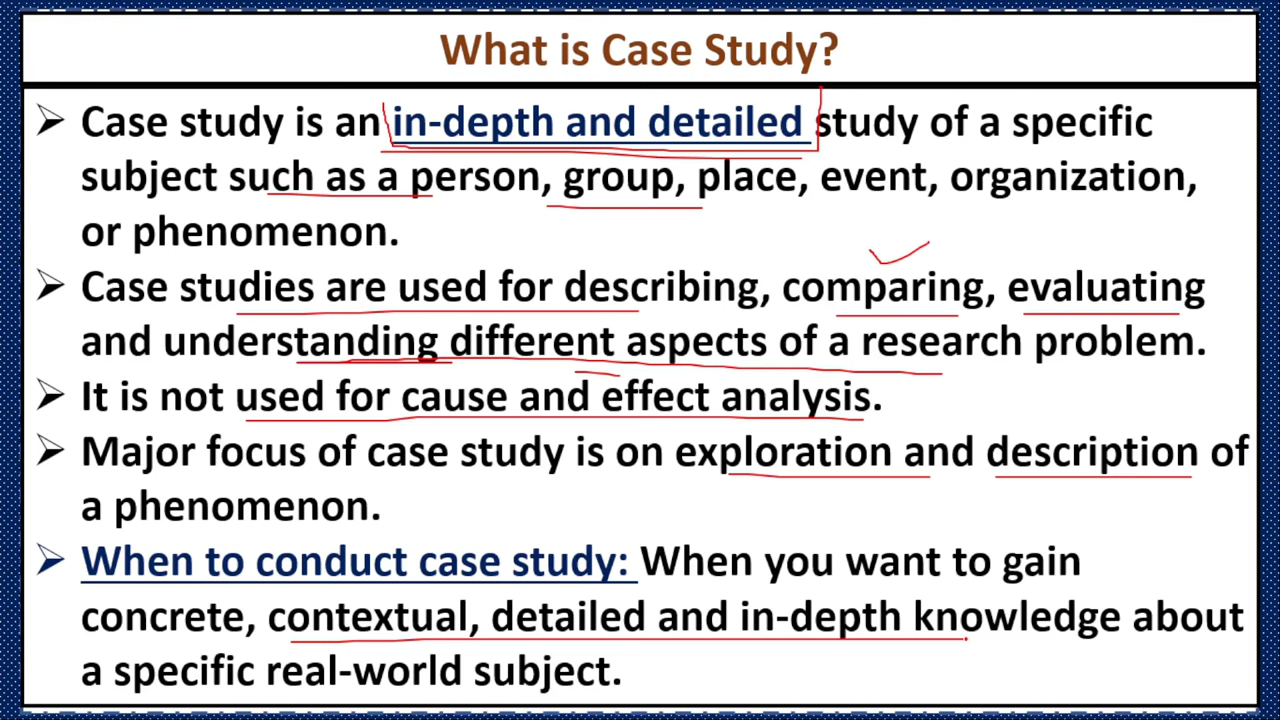 What is Case Study?
➢ Case study is an in-depth and detailed study of a specific
subject such as a person, group, place, event, organization,
or phenomenon.
➢ Case studies are used for describing, comparing, evaluating
and understanding different aspects of a research problem.
➢ It is not used for cause and effect analysis.
➢ Major focus of case study is on exploration and description of
a phenomenon.
➢ When to conduct case study: When you want to gain
concrete, contextual, detailed and in-depth knowledge about
a specific real-world subject.